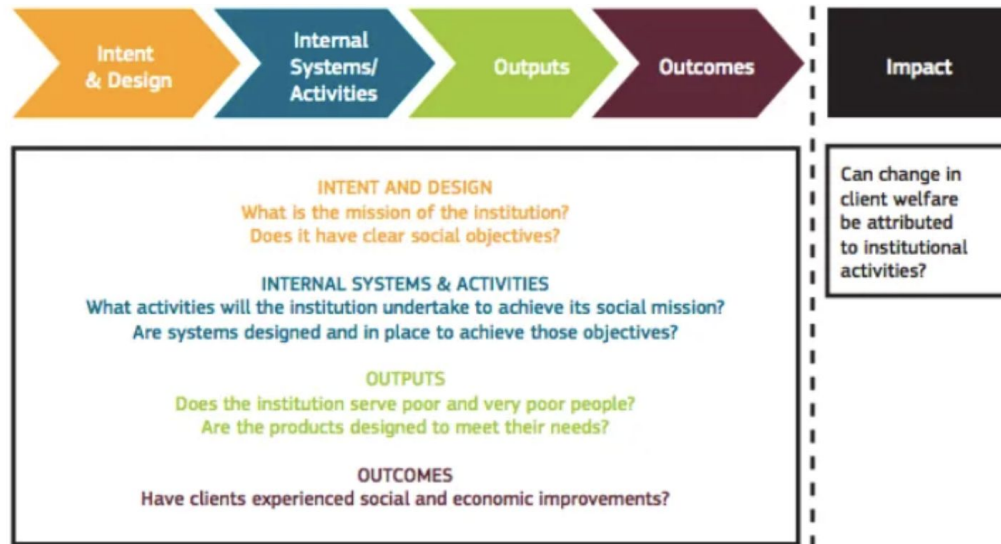 Intent
& Design
Internal
Systems/
Activities
Outputs
Outcomes
Impact
INTENT AND DESIGN
What is the mission of the institution?
Does it have clear social objectives?
INTERNAL SYSTEMS & ACTIVITIES
What activities will the institution undertake to achieve its social mission?
Are systems designed and in place to achieve those objectives?
OUTPUTS
Does the institution serve poor and very poor people?
Are the products designed to meet their needs?
OUTCOMES
Have clients experienced social and economic improvements?
Can change in
client welfare
be attributed
to institutional
activities?